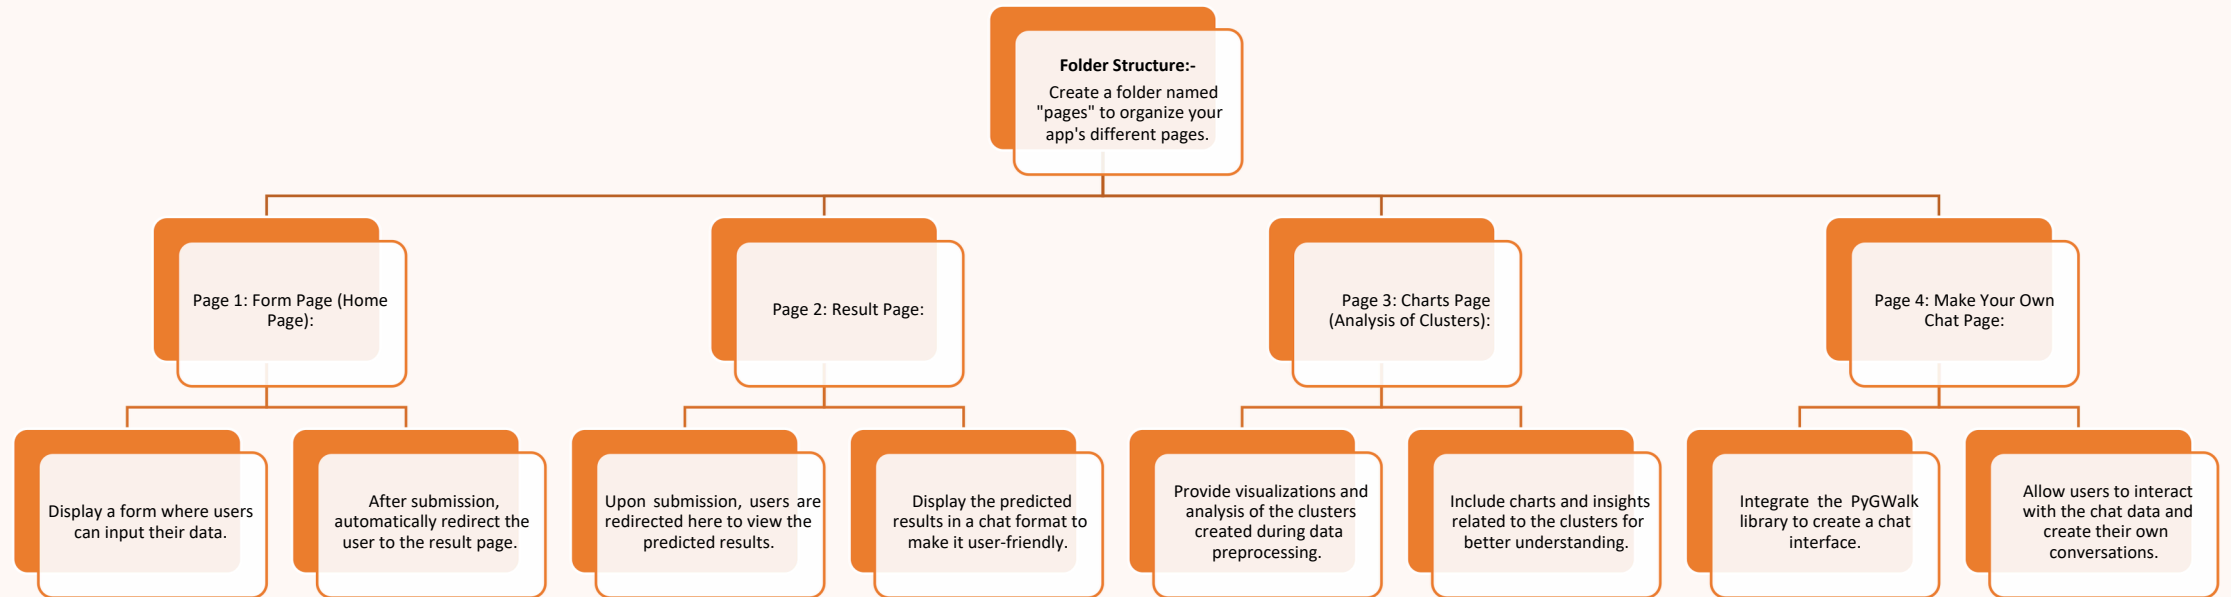 Folder Structure:-
Create a folder named
"pages" to organize your
app's different pages.
Page 1: Form Page (Home
Page):
Page 2: Result Page:
Page 3: Charts Page
(Analysis of Clusters):
Page 4: Make Your Own
Chat Page:
Display a form where users
can input their data.
After submission,
automatically redirect the
user to the result page.
Upon submission, users are
redirected here to view the
predicted results.
Display the predicted
results in a chat format to
make it user-friendly.
Provide visualizations and
analysis of the clusters
created during data
preprocessing.
Include charts and insights
related to the clusters for
better understanding.
Integrate the PyGWalk
library to create a chat
interface.
Allow users to interact
with the chat data and
create their own
conversations.